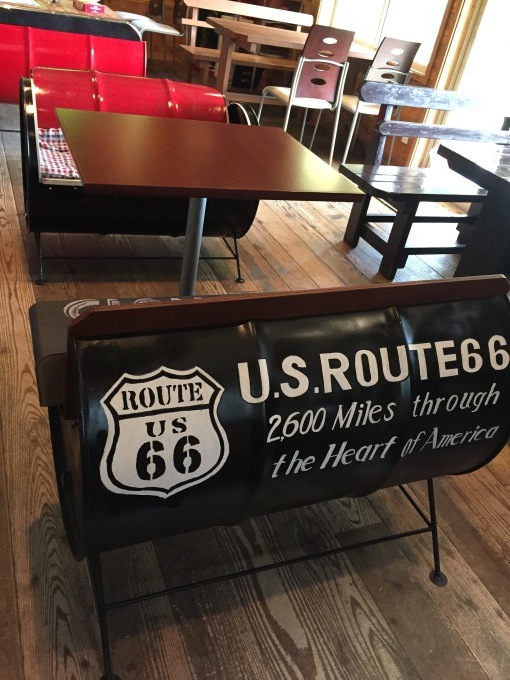 ROUTE
US
66
U.S.ROUTE66
2,600 Miles through
the Heart of America